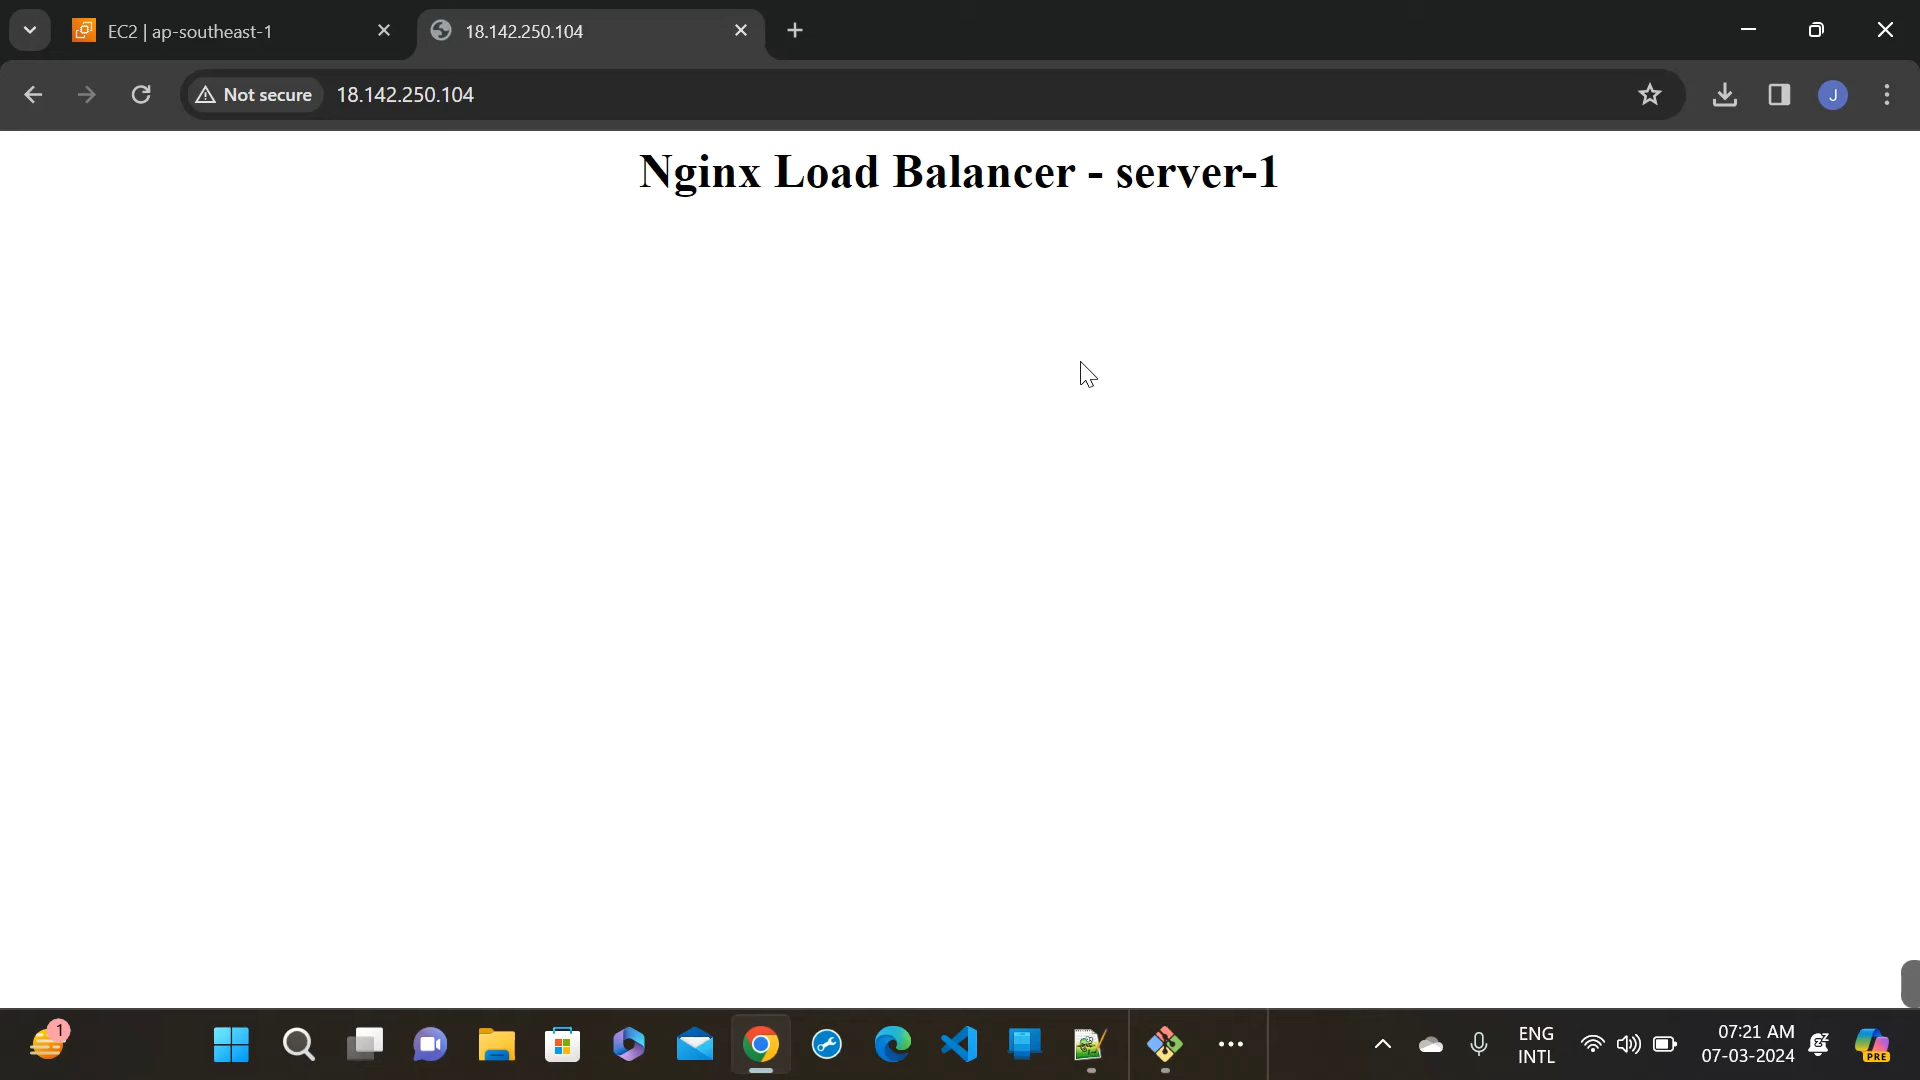 EC2 | ap-southeast-1
18.142.250.104
Not secure
18.142.250.104
J
Nginx Load Balancer - server-1
1
ENG
INTL
07:21 AM
07-03-2024
PRE